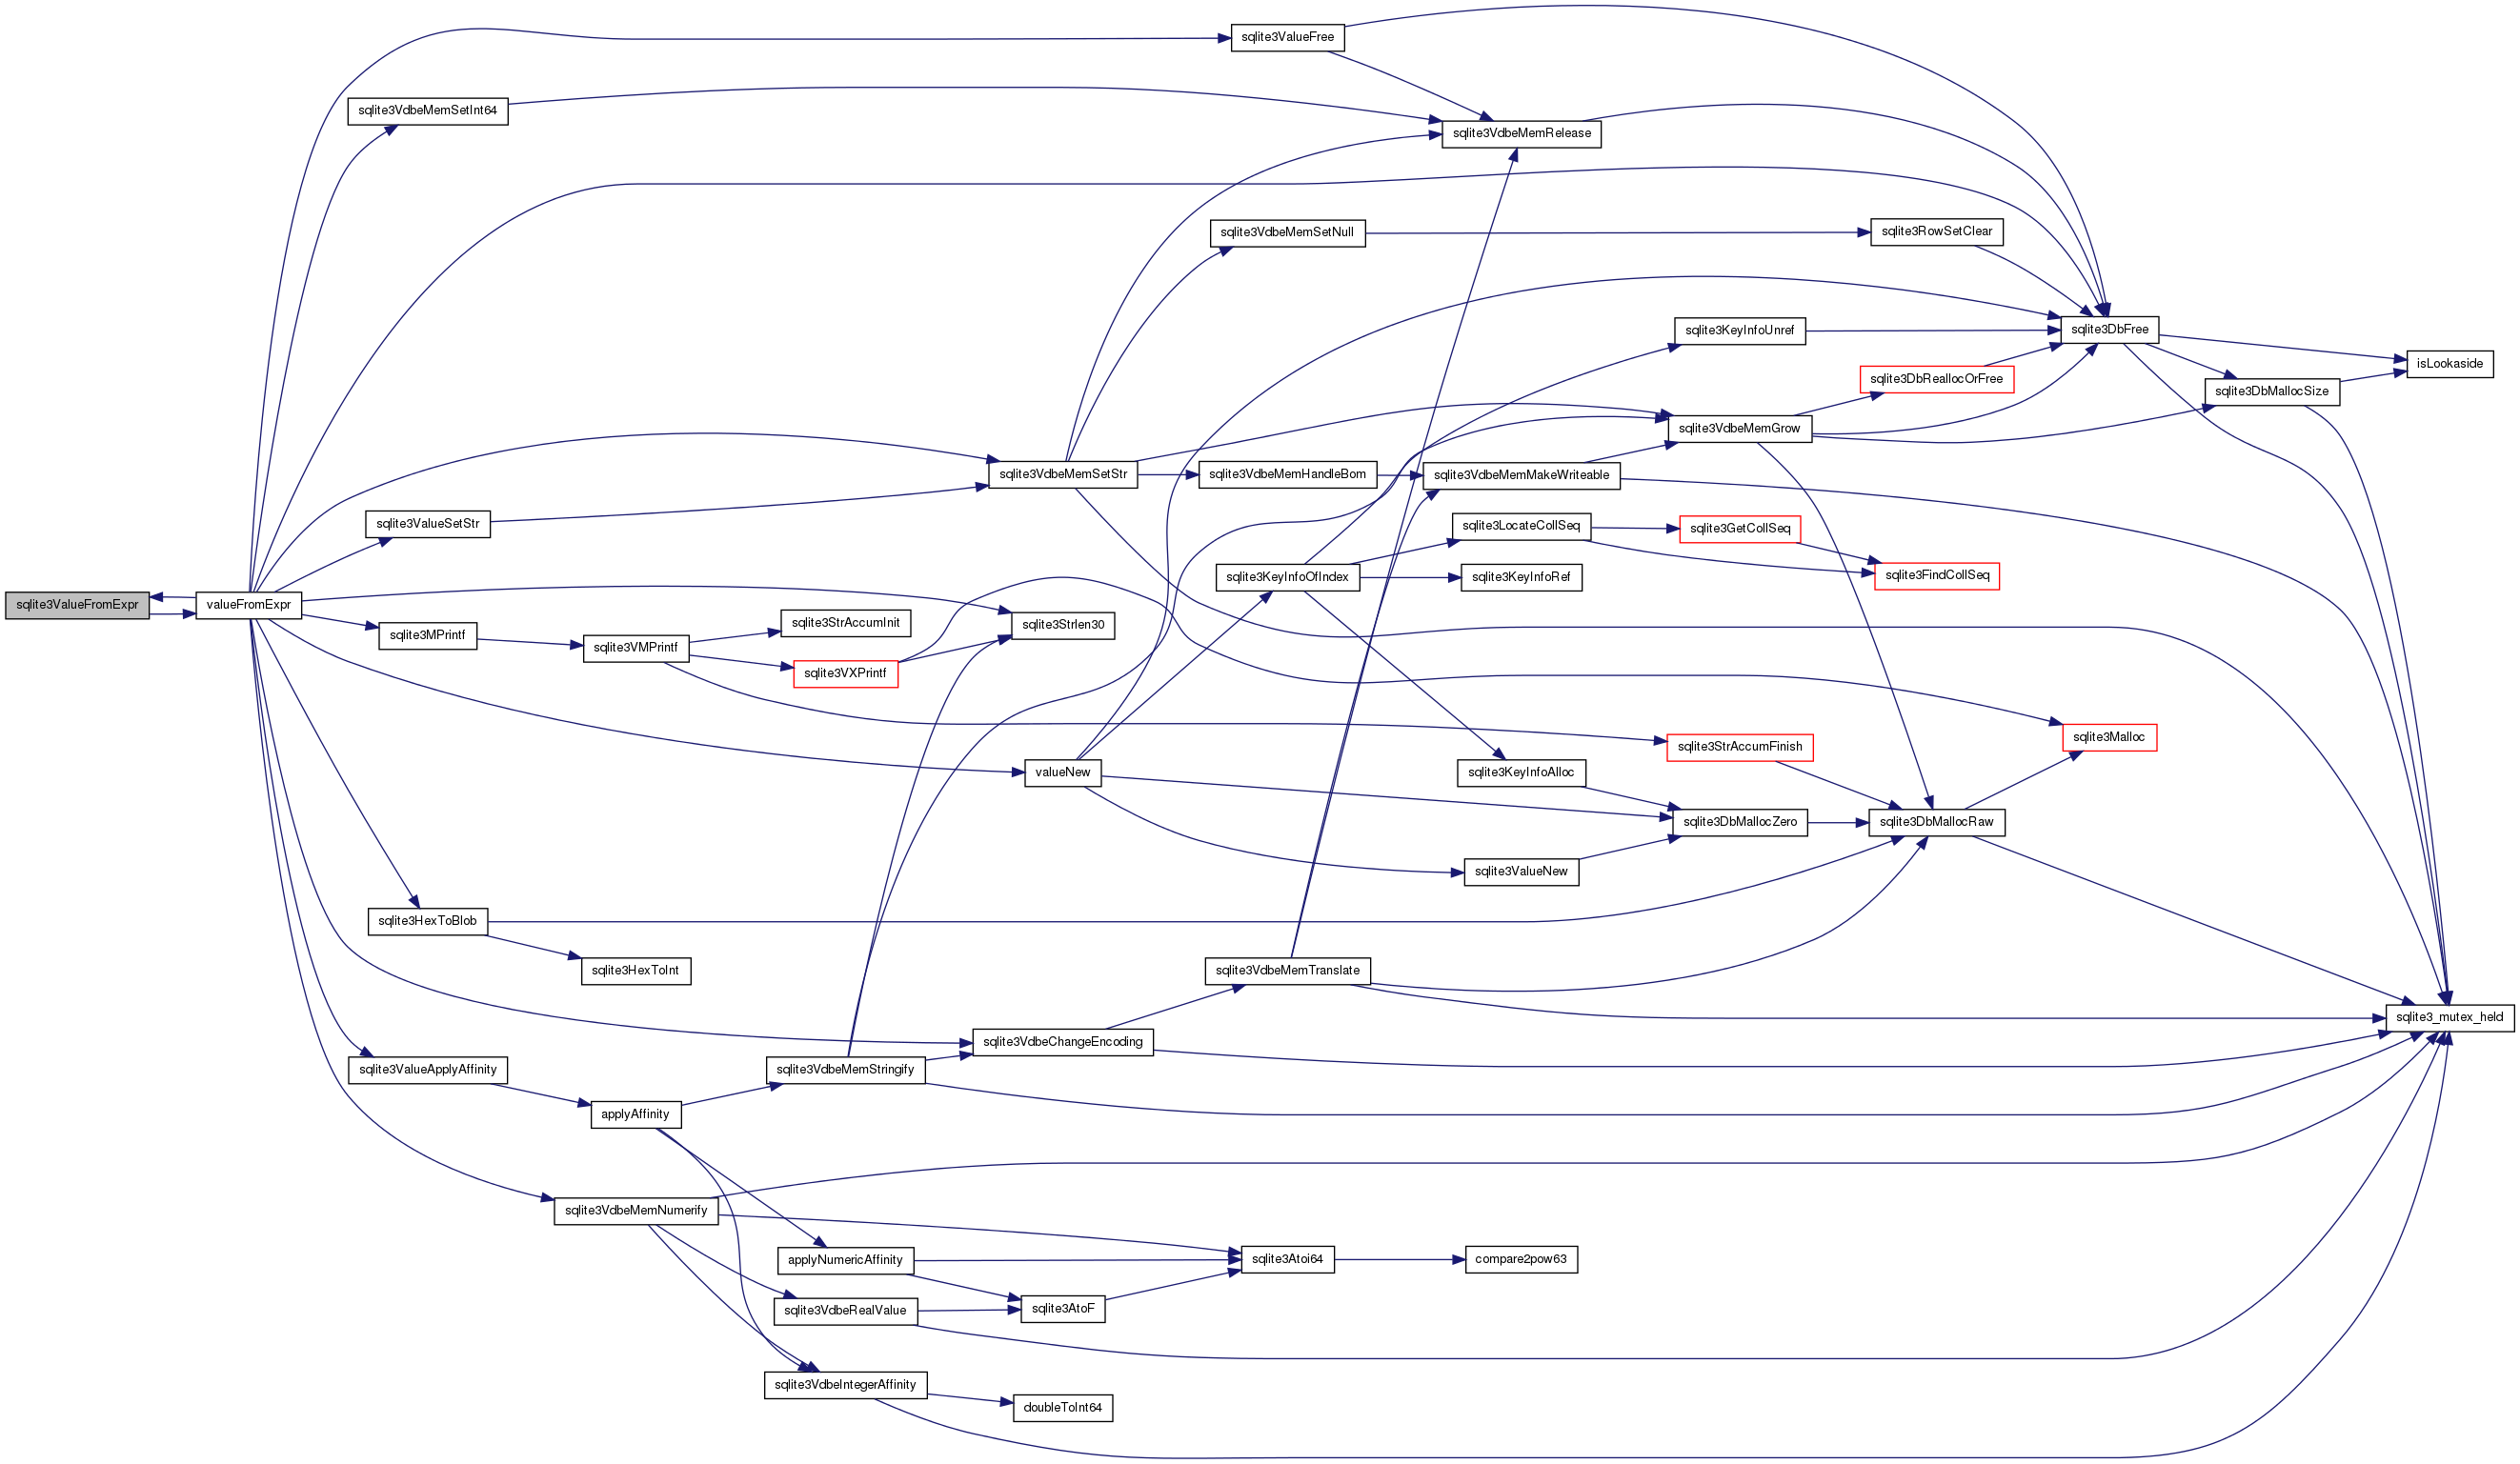 sqlite3ValueFromExpr
valueFromExpr
sqlite3ValueFree
sqlite3VdbeMemSetInt64
sqlite3VdbeMemRelease
sqlite3VdbeMemSetNull
sqlite3RowSetClear
sqlite3KeyInfoUnref
sqlite3DbFree
isLookaside
sqlite3DbReallocOrFree
sqlite3DbMallocSize
sqlite3VdbeMemGrow
sqlite3VdbeMemSetStr
sqlite3VdbeMemHandleBom
sqlite3VdbeMemMakeWriteable
sqlite3ValueSetStr
sqlite3LocateCollSeq
sqlite3GetCollSeq
sqlite3KeyInfoOfIndex
sqlite3KeyInfoRef
sqlite3FindCollSeq
sqlite3MPrintf
sqlite3VMPrintf
sqlite3StrAccumInit
sqlite3Strlen30
sqlite3VXPrintf
sqlite3StrAccumFinish
sqlite3Malloc
valueNew
sqlite3KeyInfoAlloc
sqlite3DbMallocZero
sqlite3DbMallocRaw
sqlite3ValueNew
sqlite3HexToBlob
sqlite3HexToInt
sqlite3VdbeMemTranslate
sqlite3_mutex_held
sqlite3VdbeChangeEncoding
sqlite3ValueApplyAffinity
sqlite3VdbeMemStringify
applyAffinity
sqlite3VdbeMemNumerify
applyNumericAffinity
sqlite3Atoi64
compare2pow63
sqlite3VdbeRealValue
sqlite3AtoF
sqlite3VdbeIntegerAffinity
doubleToInt64